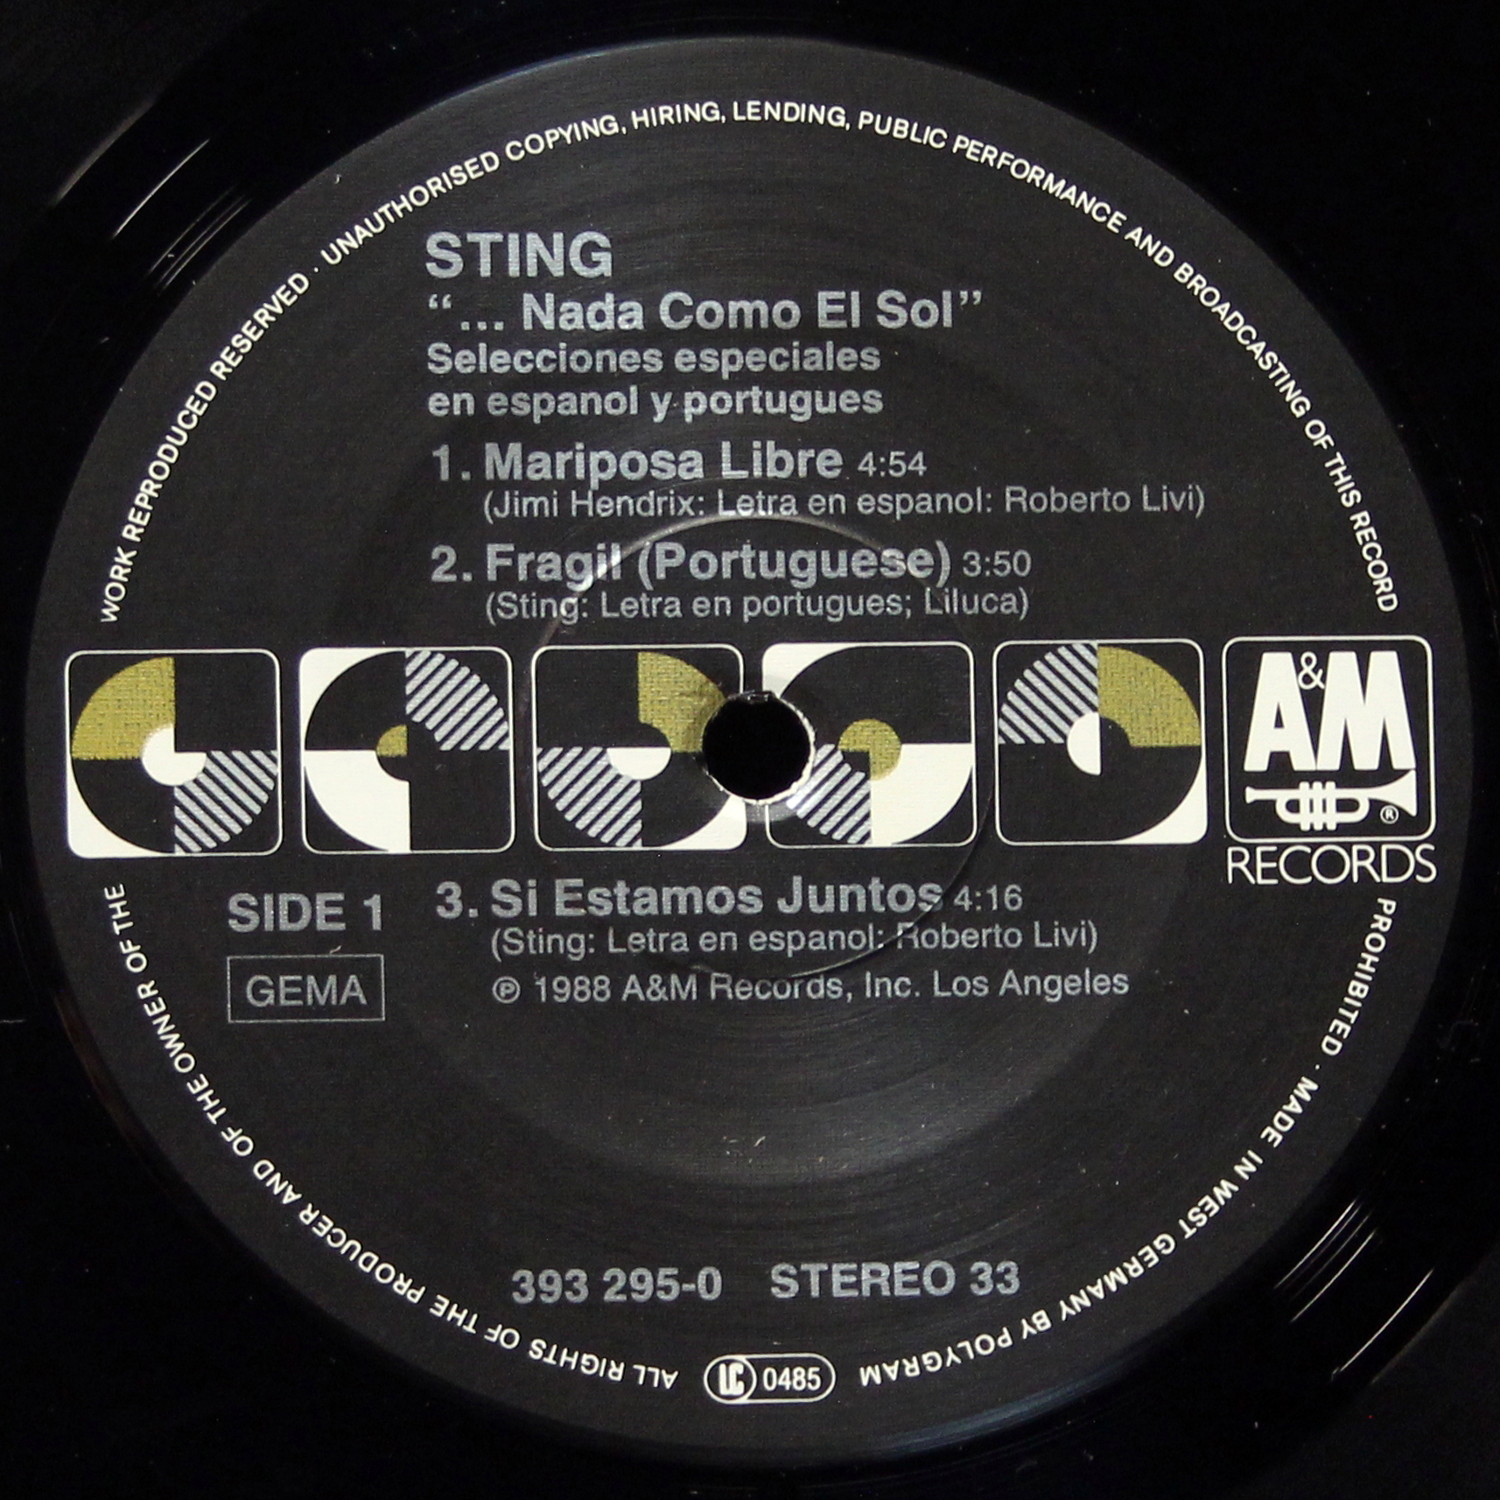 STING
“... Nada Como El Sol”
Selecciones especiales
en espanol y portugues
1. Mariposa Libre 4:54
(Jimi Hendrix: Letra en espanol: Roberto Livi)
2. Fragil (Portuguese) 3:50
(Sting: Letra en portugues; Liluca)
A&M
®
RECORDS
SIDE 1
GEMA
3. Si Estamos Juntos 4:16
(Sting: Letra en espanol: Roberto Livi)
℗ 1988 A&M Records, Inc. Los Angeles
393 295-0 STEREO 33
LC 0485
ALL RIGHTS OF THE PRODUCER AND OF THE OWNER OF THE
WORK REPRODUCED RESERVED · UNAUTHORISED COPYING, HIRING, LENDING, PUBLIC PERFORMANCE AND BROADCASTING OF THIS RECORD
PROHIBITED · MADE IN WEST GERMANY BY POLYGRAM